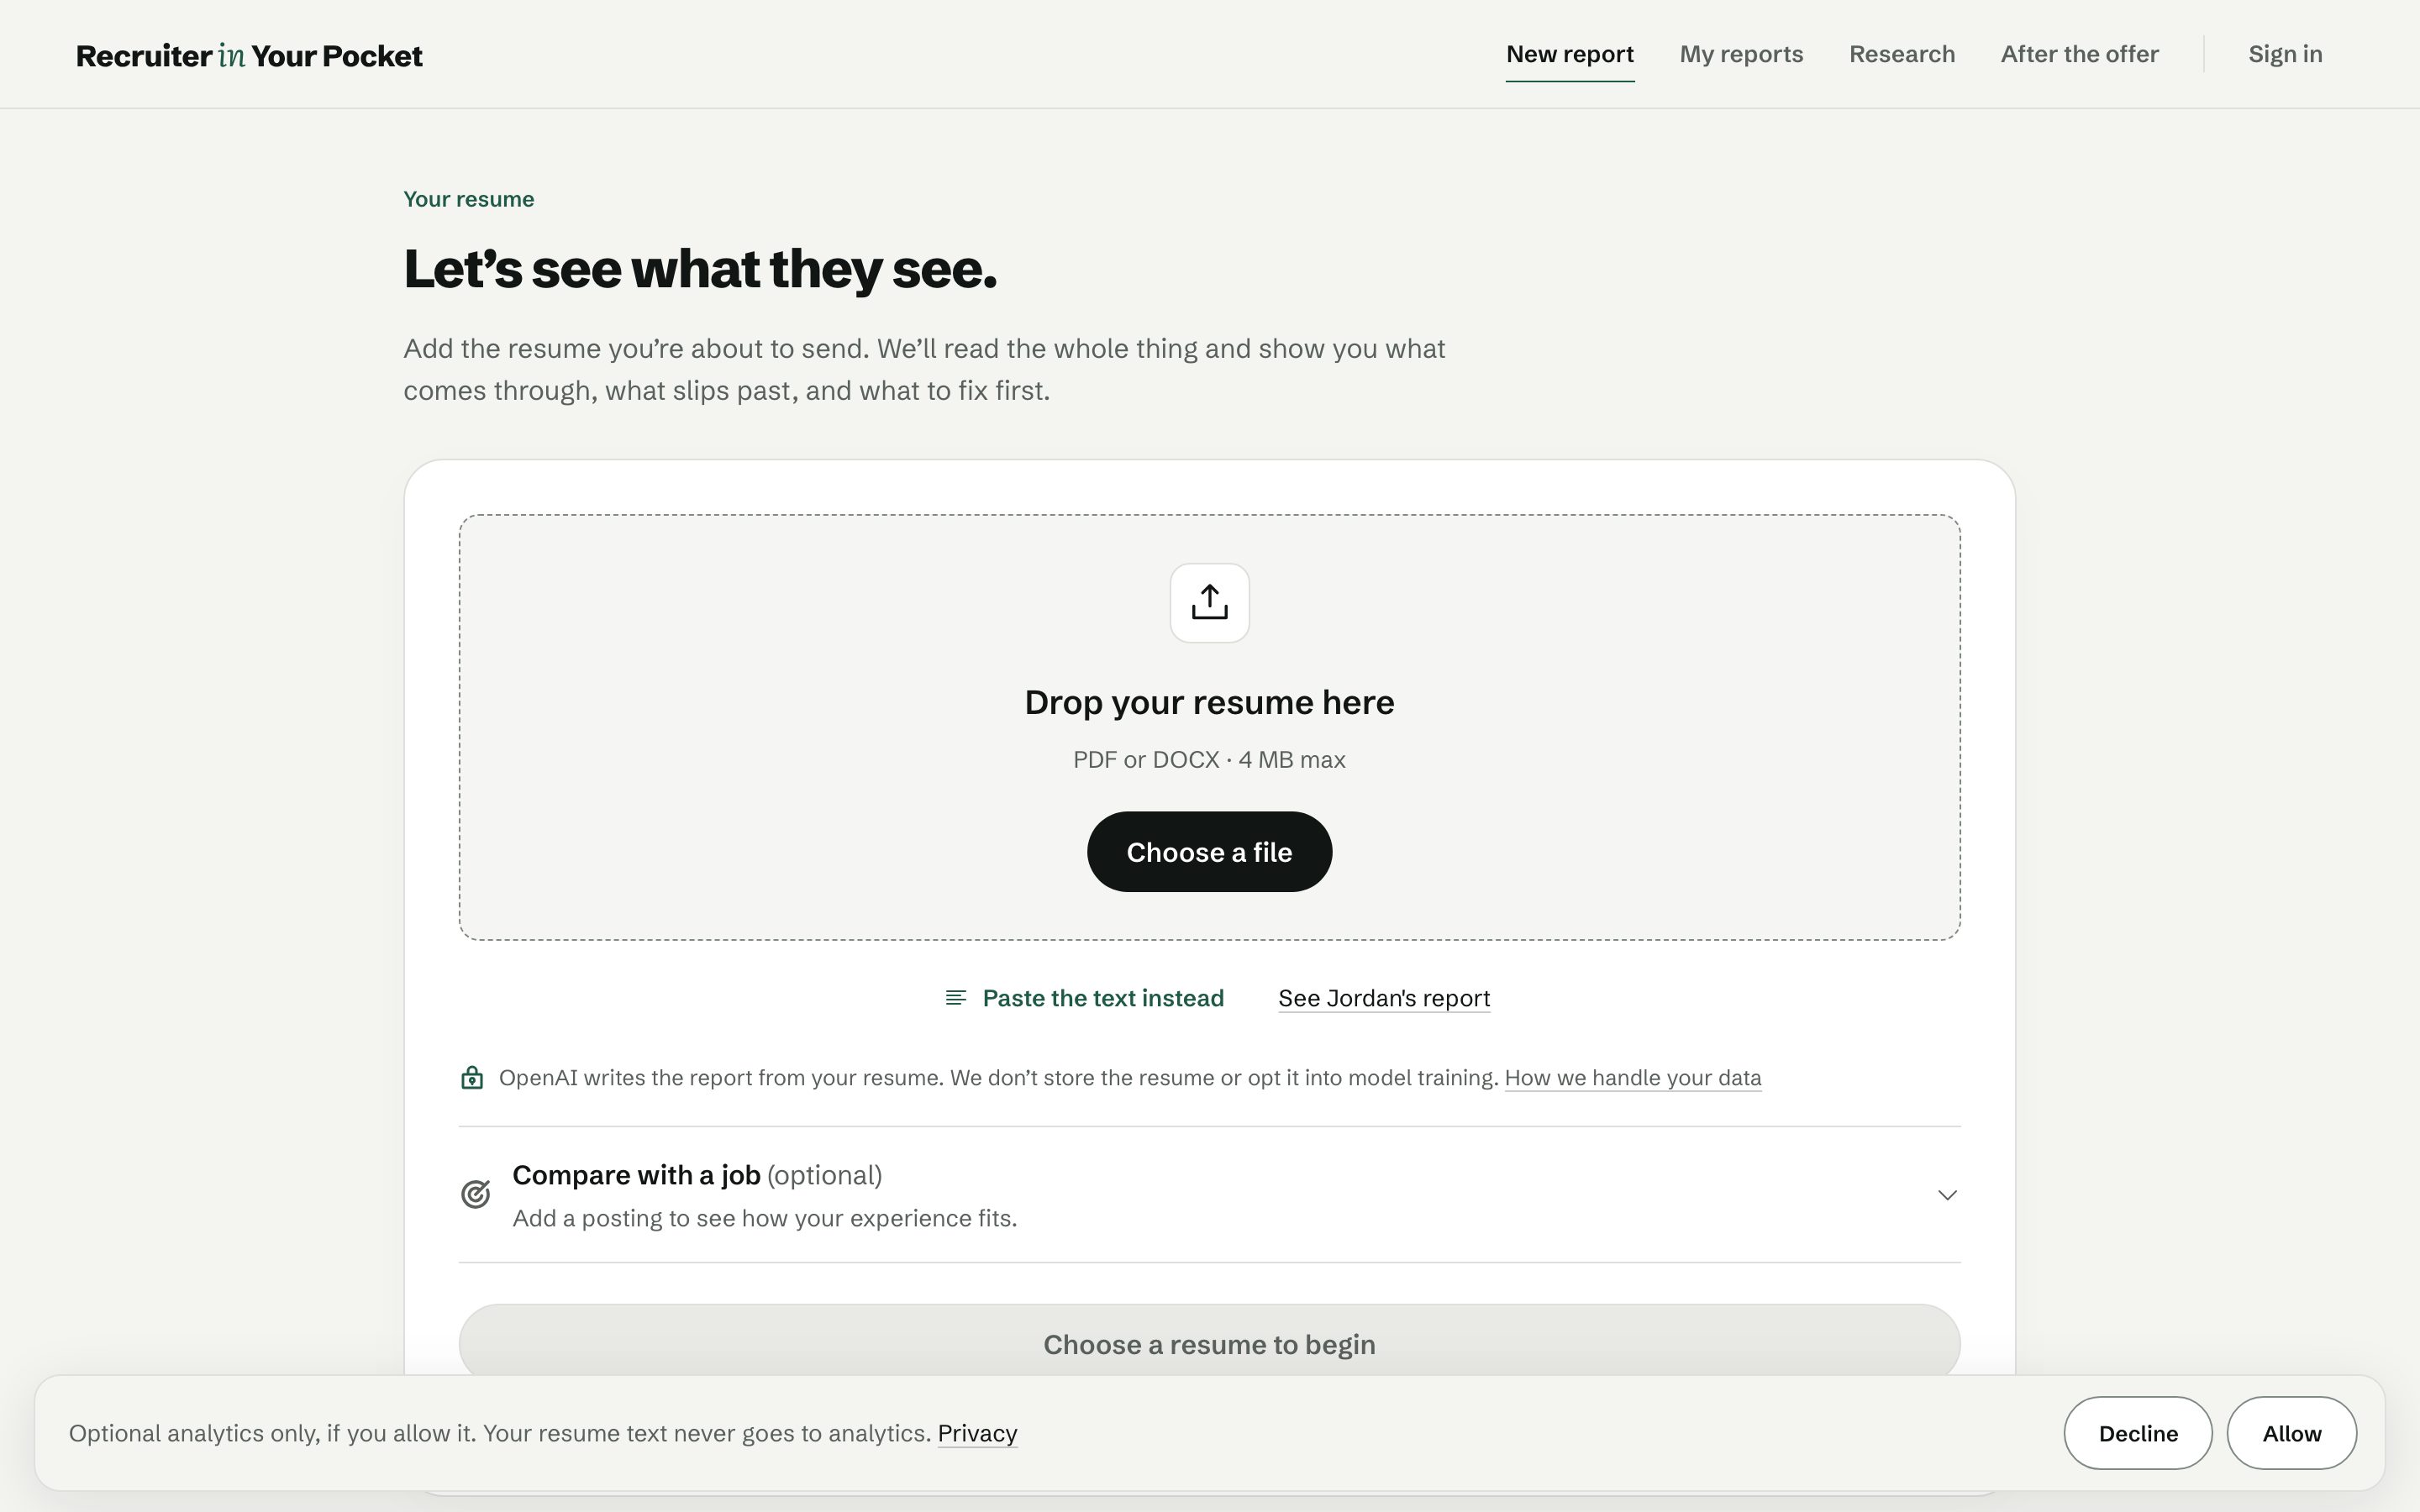 Recruiter in Your Pocket
New report
My reports
Research
After the offer
Sign in
Your resume
Let’s see what they see.
Add the resume you’re about to send. We’ll read the whole thing and show you what
comes through, what slips past, and what to fix first.
Drop your resume here
PDF or DOCX · 4 MB max
Choose a file
Paste the text instead
See Jordan's report
OpenAI writes the report from your resume. We don’t store the resume or opt it into model training. How we handle your data
Compare with a job (optional)
Add a posting to see how your experience fits.
Choose a resume to begin
Optional analytics only, if you allow it. Your resume text never goes to analytics. Privacy
Decline
Allow